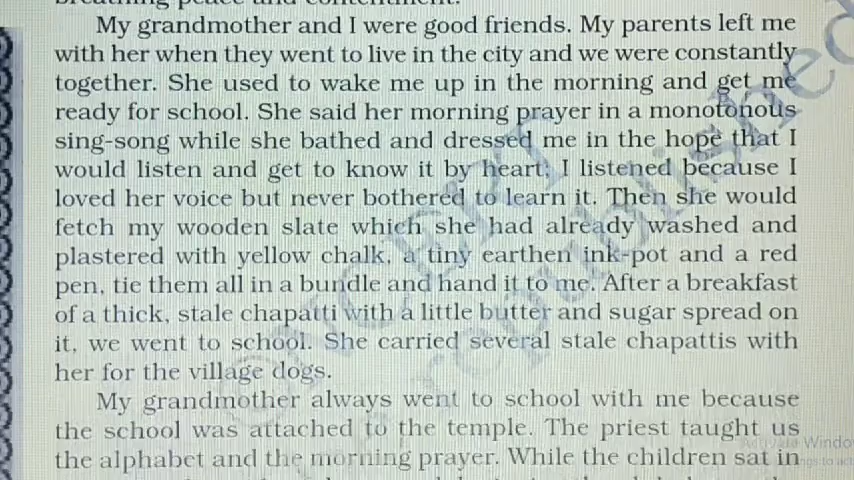 breathing peace and contentment.
My grandmother and I were good friends. My parents left me
with her when they went to live in the city and we were constantly
together. She used to wake me up in the morning and get me
ready for school. She said her morning prayer in a monotonous
sing-song while she bathed and dressed me in the hope that I
would listen and get to know it by heart; I listened because I
loved her voice but never bothered to learn it. Then she would
fetch my wooden slate which she had already washed and
plastered with yellow chalk, a tiny earthen ink-pot and a red
pen, tie them all in a bundle and hand it to me. After a breakfast
of a thick, stale chapatti with a little butter and sugar spread on
it, we went to school. She carried several stale chapattis with
her for the village dogs.
My grandmother always went to school with me because
the school was attached to the temple. The priest taught us
the alphabet and the morning prayer. While the children sat in
©NCERT
republished